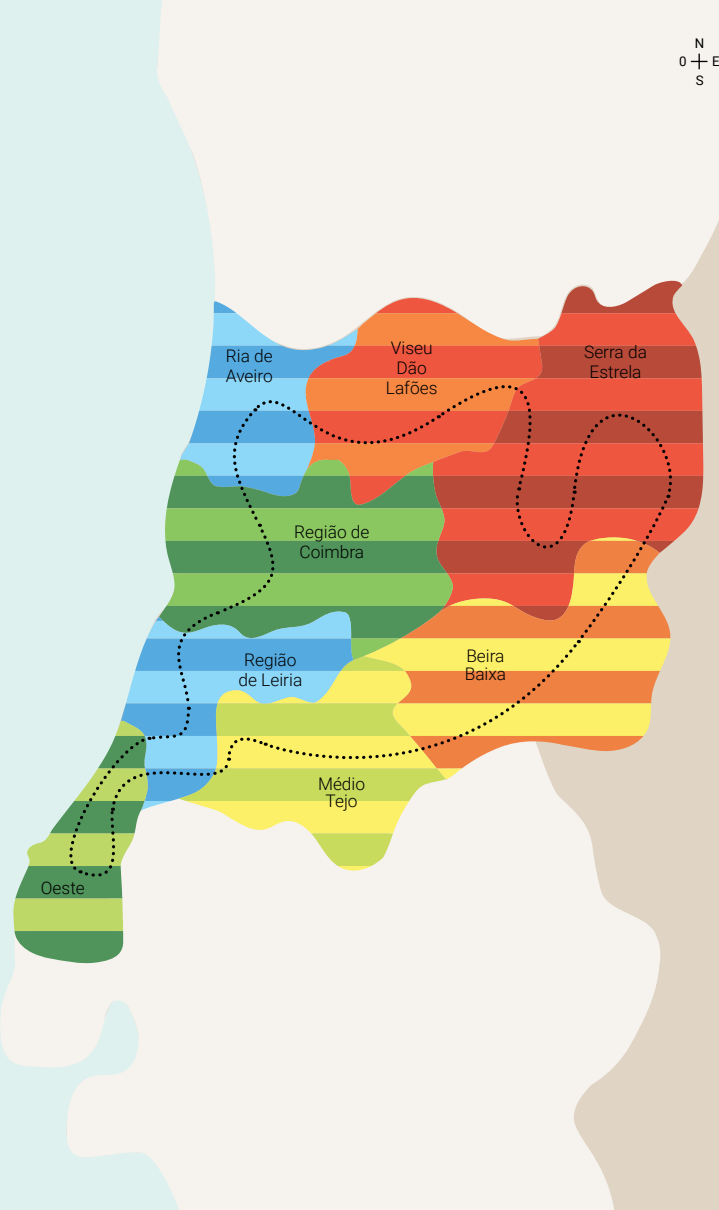 N
0 E
S
Ria de
Aveiro
Viseu
Dão
Lafões
Serra da
Estrela
Região de
Coimbra
Região
de Leiria
Beira
Baixa
Médio
Tejo
Oeste